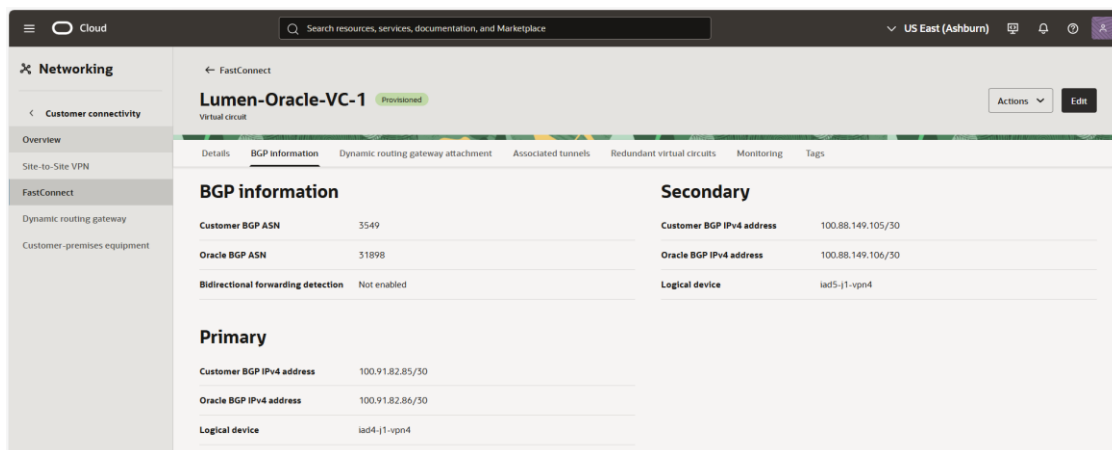 Cloud
Search resources, services, documentation, and Marketplace
US East (Ashburn)
Networking
Customer connectivity
Overview
Site-to-Site VPN
FastConnect
Dynamic routing gateway
Customer-premises equipment
← FastConnect
Lumen-Oracle-VC-1 Provisioned
Virtual circuit
Actions
Edit
Details BGP information Dynamic routing gateway attachment Associated tunnels Redundant virtual circuits Monitoring Tags
BGP information
Customer BGP ASN 3549
Oracle BGP ASN 31898
Bidirectional forwarding detection Not enabled
Primary
Customer BGP IPv4 address 100.91.82.85/30
Oracle BGP IPv4 address 100.91.82.86/30
Logical device iad4-j1-vpn4
Secondary
Customer BGP IPv4 address 100.88.149.105/30
Oracle BGP IPv4 address 100.88.149.106/30
Logical device iad5-j1-vpn4